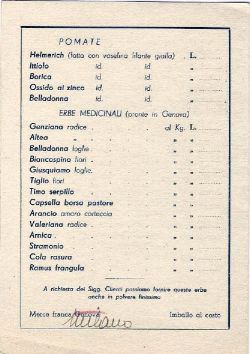 POMATE
Helmerich (fatta con vaselina filante gialla) . L.
Ittiolo id. id. » »
Borica id. id. » »
Ossido di zinco id. id. » »
Belladonna id. id. » »
ERBE MEDICINALI (pronte in Genova)
Genziana radice . . . . al Kg. L.
Altea » . . . . » »
Belladonna foglie . . . . » »
Biancospino fiori . . . . » »
Giusquiamo foglie . . . . » »
Tiglio fiori . . . . » »
Timo serpillo . . . . » »
Capsella borsa pastore . . . . » »
Arancio amaro corteccia . . . . » »
Valeriana radice . . . . » »
Arnica . . . . » »
Stramonio . . . . » »
Cola rasura . . . . » »
Ramus frangula . . . . » »
A richiesta dei Sigg. Clienti possiamo fornire queste erbe
anche in polvere finissima
Merce franco Genova Imballo al costo
Milano